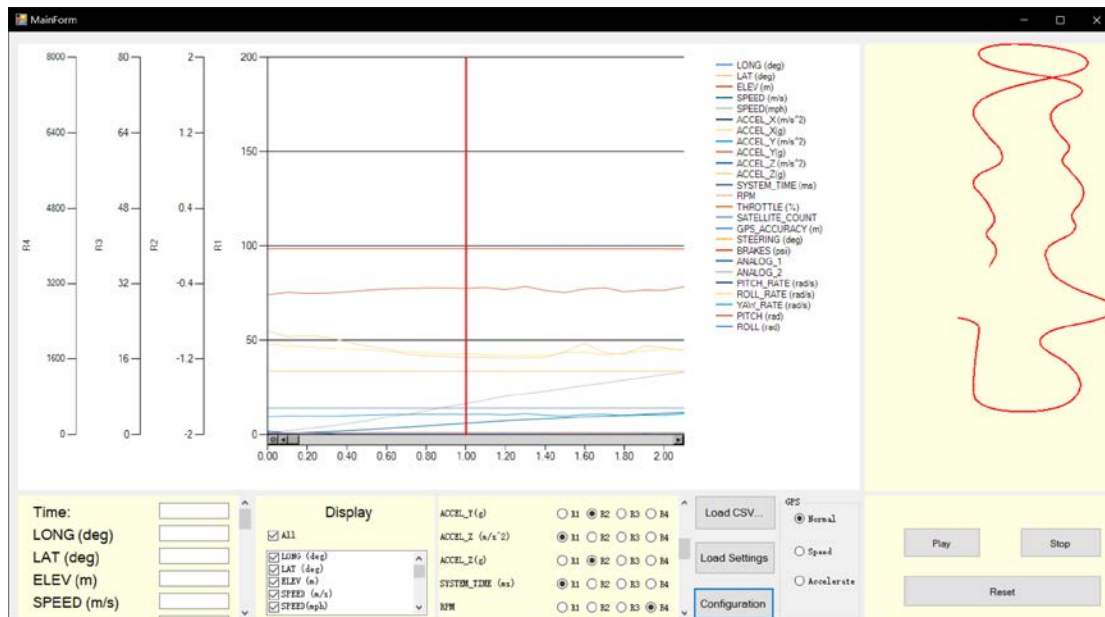 MainForm
8000 80 2 200
6400 64 1.2 150
4800 48 0.4 100
R4 R3 R2 R1
3200 32 -0.4
1600 16 -1.2 50
0 0 -2 0
0.00 0.20 0.40 0.60 0.80 1.00 1.20 1.40 1.60 1.80 2.00
LONG (deg)
LAT (deg)
ELEV (m)
SPEED (m/s)
SPEED(mph)
ACCEL_X (m/s^2)
ACCEL_X(g)
ACCEL_Y (m/s^2)
ACCEL_Y(g)
ACCEL_Z (m/s^2)
ACCEL_Z(g)
SYSTEM_TIME (ms)
RPM
THROTTLE (%)
SATELLITE_COUNT
GPS_ACCURACY (m)
STEERING (deg)
BRAKES (psi)
ANALOG_1
ANALOG_2
PITCH_RATE (rad/s)
ROLL_RATE (rad/s)
YAW_RATE (rad/s)
PITCH (rad)
ROLL (rad)
Time:
LONG (deg)
LAT (deg)
ELEV (m)
SPEED (m/s)
Display
All
LONG (deg)
LAT (deg)
ELEV (m)
SPEED (m/s)
SPEED(mph)
ACCEL_Y(g) R1 R2 R3 R4
ACCEL_Z (m/s^2) R1 R2 R3 R4
ACCEL_Z(g) R1 R2 R3 R4
SYSTEM_TIME (ms) R1 R2 R3 R4
RPM R1 R2 R3 R4
Load CSV...
Load Settings
Configuration
GPS
Normal
Speed
Accelerate
Play Stop
Reset